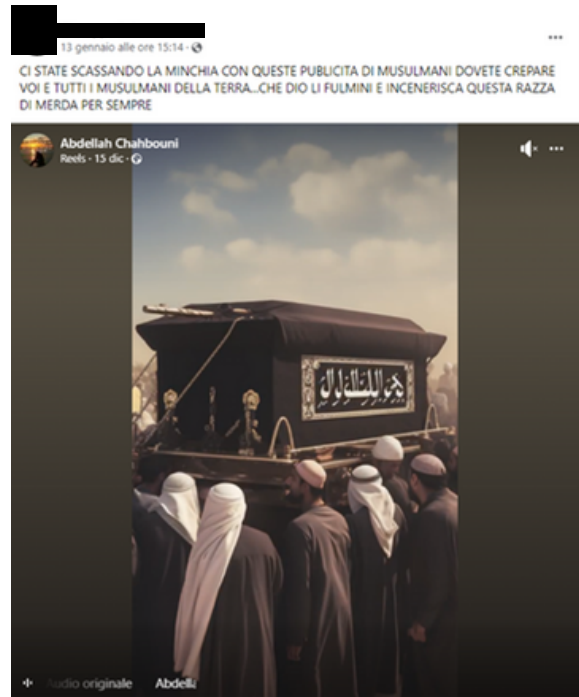 13 gennaio alle ore 15:14 ·
CI STATE SCASSANDO LA MINCHIA CON QUESTE PUBLICITA DI MUSULMANI DOVETE CREPARE
VOI E TUTTI I MUSULMANI DELLA TERRA...CHE DIO LI FULMINI E INCENERISCA QUESTA RAZZA
DI MERDA PER SEMPRE
Abdellah Chahbouni
Reels · 15 dic ·
Audio originale Abdella